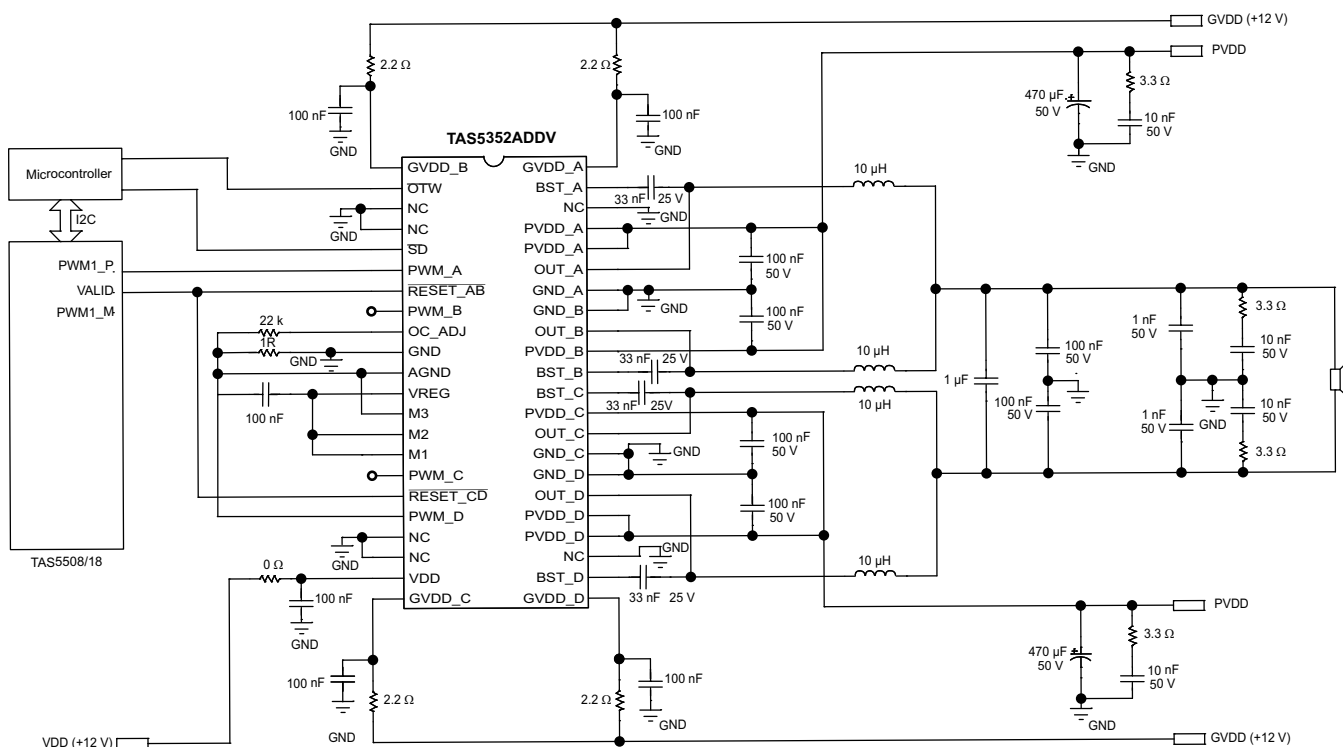 GVDD (+12 V)
PVDD
2.2 Ω
2.2 Ω
3.3 Ω
470 µF
50 V
10 nF
50 V
100 nF
100 nF
GND
GND
GND
TAS5352ADDV
Microcontroller
I2C
PWM1_P
VALID
PWM1_M
TAS5508/18
GVDD_B
OTW
NC
NC
SD
PWM_A
RESET_AB
PWM_B
OC_ADJ
GND
AGND
VREG
M3
M2
M1
PWM_C
RESET_CD
PWM_D
NC
NC
VDD
GVDD_C
GVDD_A
BST_A
NC
PVDD_A
PVDD_A
OUT_A
GND_A
GND_B
OUT_B
PVDD_B
BST_B
BST_C
PVDD_C
OUT_C
GND_C
GND_D
OUT_D
PVDD_D
PVDD_D
NC
BST_D
GVDD_D
GND
22 k
1R
GND
100 nF
GND
0 Ω
100 nF
GND
33 nF 25 V
GND
10 µH
100 nF
50 V
GND
100 nF
50 V
33 nF 25 V
10 µH
33 nF 25V
10 µH
100 nF
50 V
GND
100 nF
50 V
GND
33 nF 25 V
10 µH
1 µF
100 nF
50 V
100 nF
50 V
1 nF
50 V
3.3 Ω
10 nF
50 V
GND
1 nF
50 V
10 nF
50 V
3.3 Ω
PVDD
3.3 Ω
470 µF
50 V
10 nF
50 V
GND
100 nF
2.2 Ω
GND
2.2 Ω
100 nF
GND
VDD (+12 V)
GVDD (+12 V)